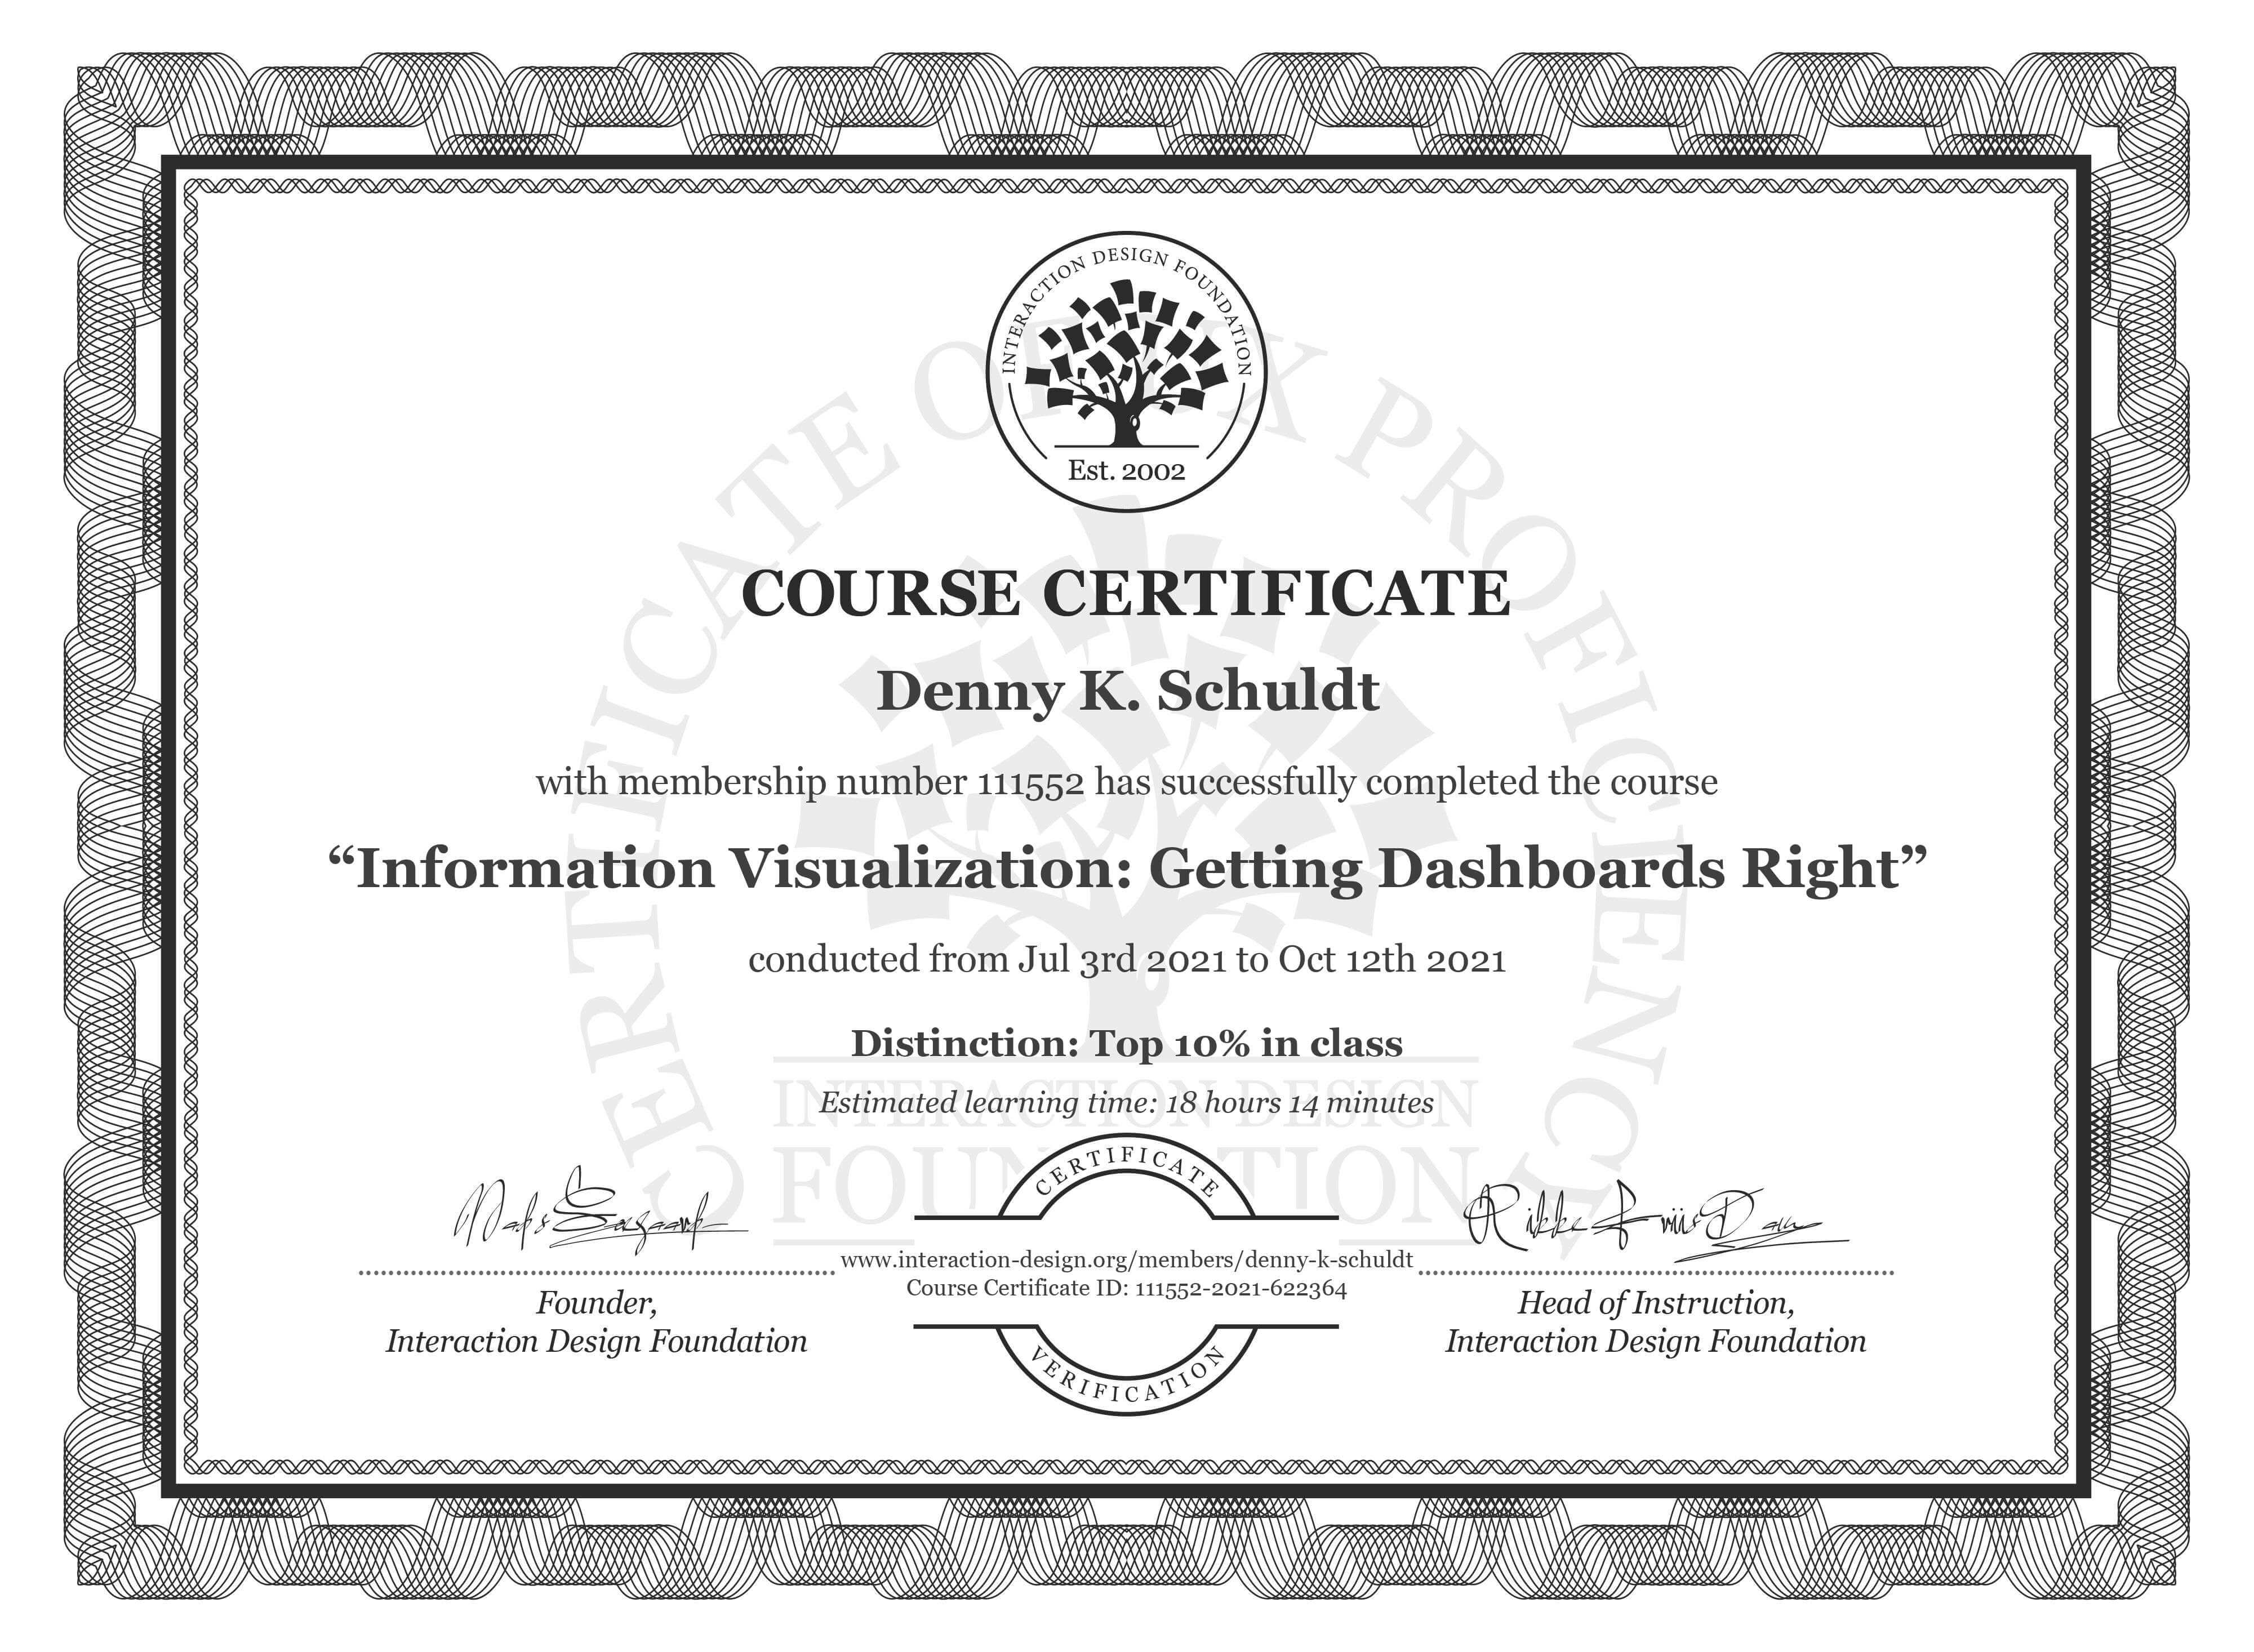 INTERACTION DESIGN FOUNDATION
Est. 2002
CERTIFICATE OF UX PROFICIENCY
COURSE CERTIFICATE
Denny K. Schuldt
with membership number 111552 has successfully completed the course
“Information Visualization: Getting Dashboards Right”
conducted from Jul 3rd 2021 to Oct 12th 2021
Distinction: Top 10% in class
INTERACTION DESIGN
Estimated learning time: 18 hours 14 minutes
FOUNDATION
CERTIFICATE
Mads Soegaard
Rikke Friis Dam
www.interaction-design.org/members/denny-k-schuldt
Course Certificate ID: 111552-2021-622364
Founder,
Interaction Design Foundation
Head of Instruction,
Interaction Design Foundation
VERIFICATION